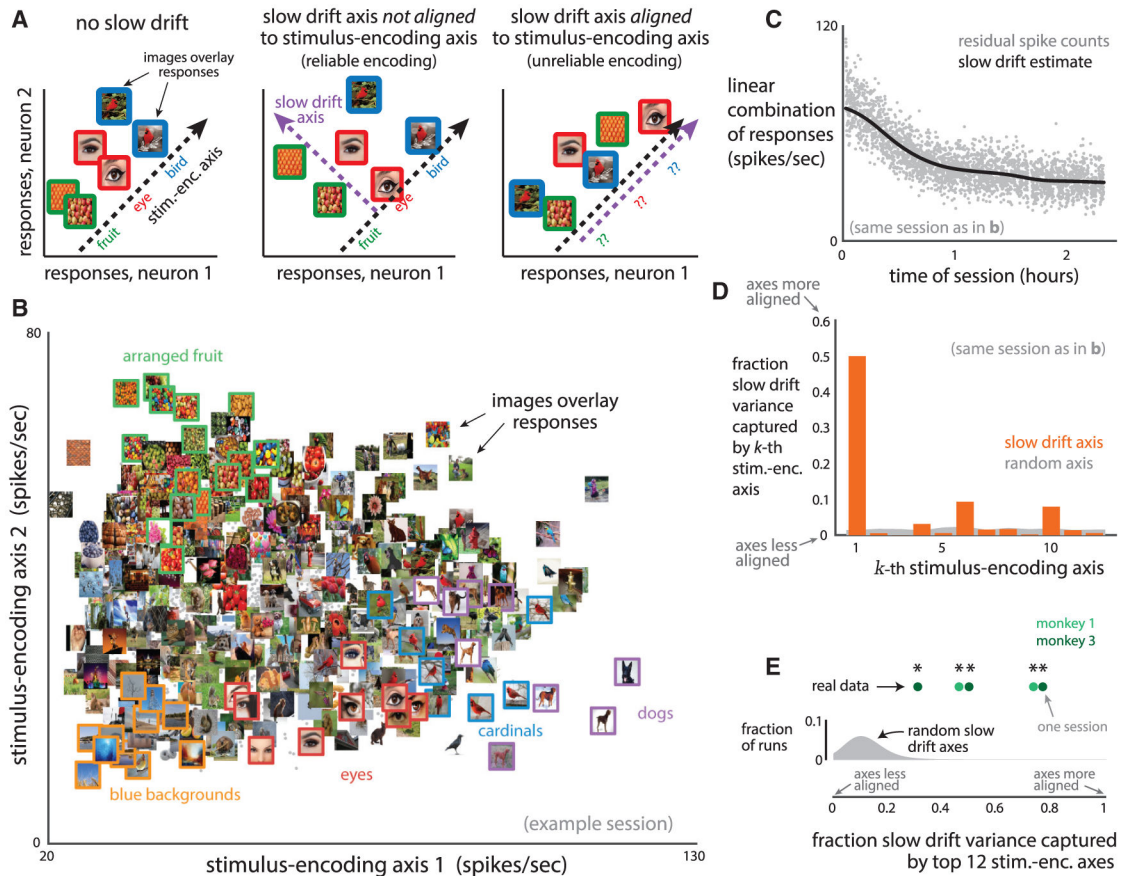 A
no slow drift
images overlay
responses
responses, neuron 2
fruit
eye
bird
stim.-enc. axis
responses, neuron 1
slow drift axis not aligned
to stimulus-encoding axis
(reliable encoding)
slow drift
axis
fruit
eye
bird
responses, neuron 1
slow drift axis aligned
to stimulus-encoding axis
(unreliable encoding)
??
??
??
responses, neuron 1
B
80
stimulus-encoding axis 2 (spikes/sec)
0
arranged fruit
images overlay
responses
cardinals
dogs
eyes
blue backgrounds
(example session)
20
stimulus-encoding axis 1 (spikes/sec)
130
C
120
linear
combination
of responses
(spikes/sec)
0
residual spike counts
slow drift estimate
(same session as in b)
0
1
2
time of session (hours)
D
axes more
aligned
0.6
0.5
0.4
0.3
0.2
0.1
0
fraction
slow drift
variance
captured
by k-th
stim.-enc.
axis
(same session as in b)
slow drift axis
random axis
axes less
aligned
1
5
10
k-th stimulus-encoding axis
E
monkey 1
monkey 3
*
**
**
real data
one session
fraction
of runs
0.1
0
random slow
drift axes
axes less
aligned
axes more
aligned
0
0.2
0.4
0.6
0.8
1
fraction slow drift variance captured
by top 12 stim.-enc. axes